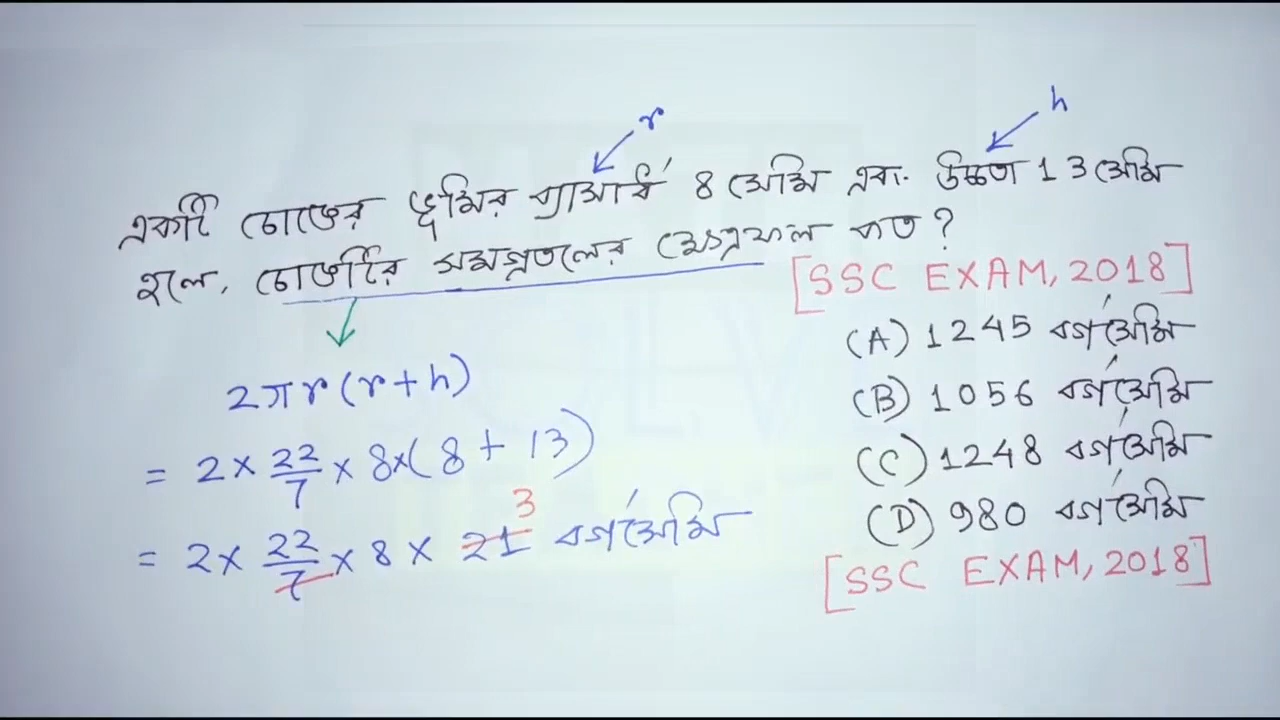 r
h
একটি চোঙের ভূমির ব্যাসার্ধ 8 সেমি এবং উচ্চতা 13 সেমি
হলে, চোঙটির সমগ্রতলের ক্ষেত্রফল কত ?
[SSC EXAM, 2018]
(A) 1245 বর্গসেমি
(B) 1056 বর্গসেমি
(C) 1248 বর্গসেমি
(D) 980 বর্গসেমি
[SSC EXAM, 2018]
2πr(r+h)
= 2 × 22/7 × 8×(8 + 13)
3
= 2 × 22/7 × 8 × 21 বর্গসেমি